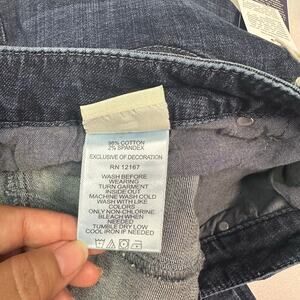 98% COTTON
2% SPANDEX
EXCLUSIVE OF DECORATION
RN 12167
WASH BEFORE
WEARING
TURN GARMENT
INSIDE OUT
MACHINE WASH COLD
WASH WITH LIKE
COLORS
ONLY NON-CHLORINE
BLEACH WHEN
NEEDED
TUMBLE DRY LOW
COOL IRON IF NEEDED